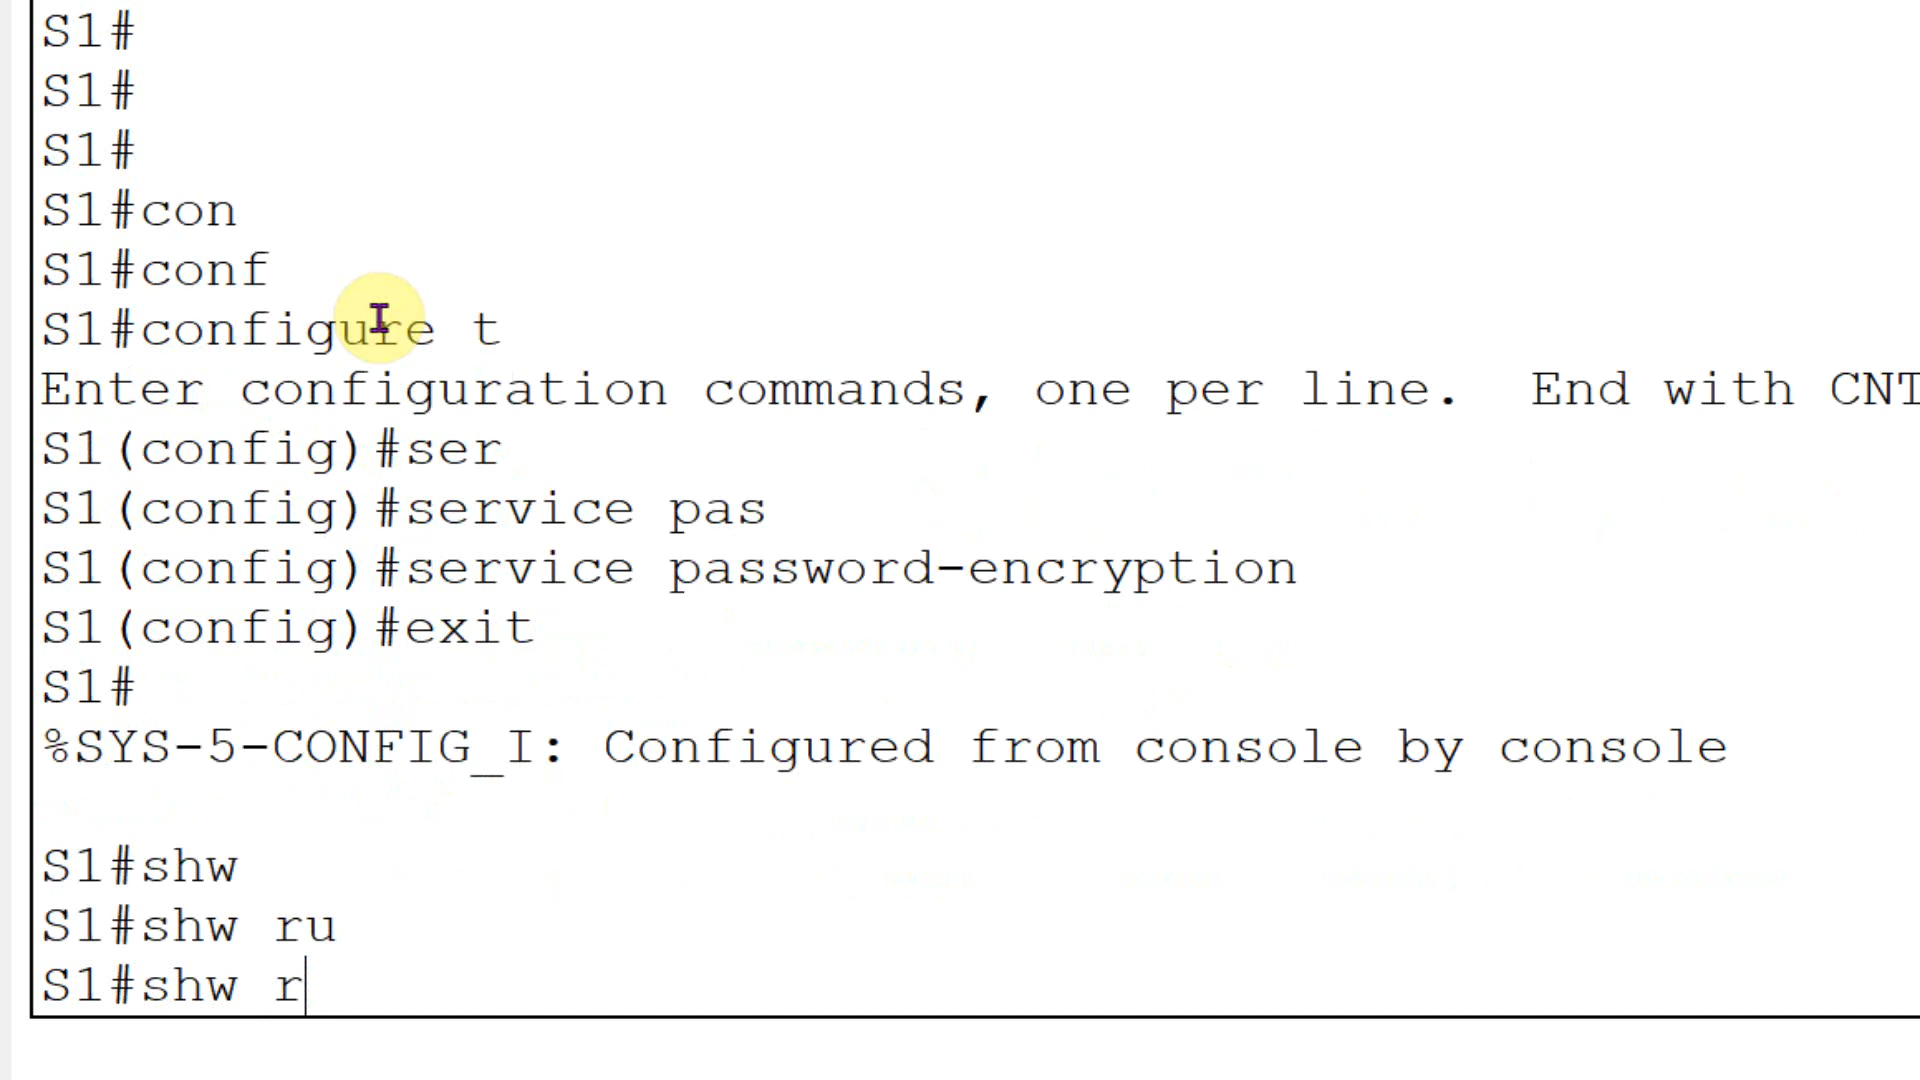 S1#
S1#
S1#
S1#con
S1#conf
S1#configure t
Enter configuration commands, one per line.  End with CNT
S1(config)#ser
S1(config)#service pas
S1(config)#service password-encryption
S1(config)#exit
S1#
%SYS-5-CONFIG_I: Configured from console by console
S1#shw
S1#shw ru
S1#shw r